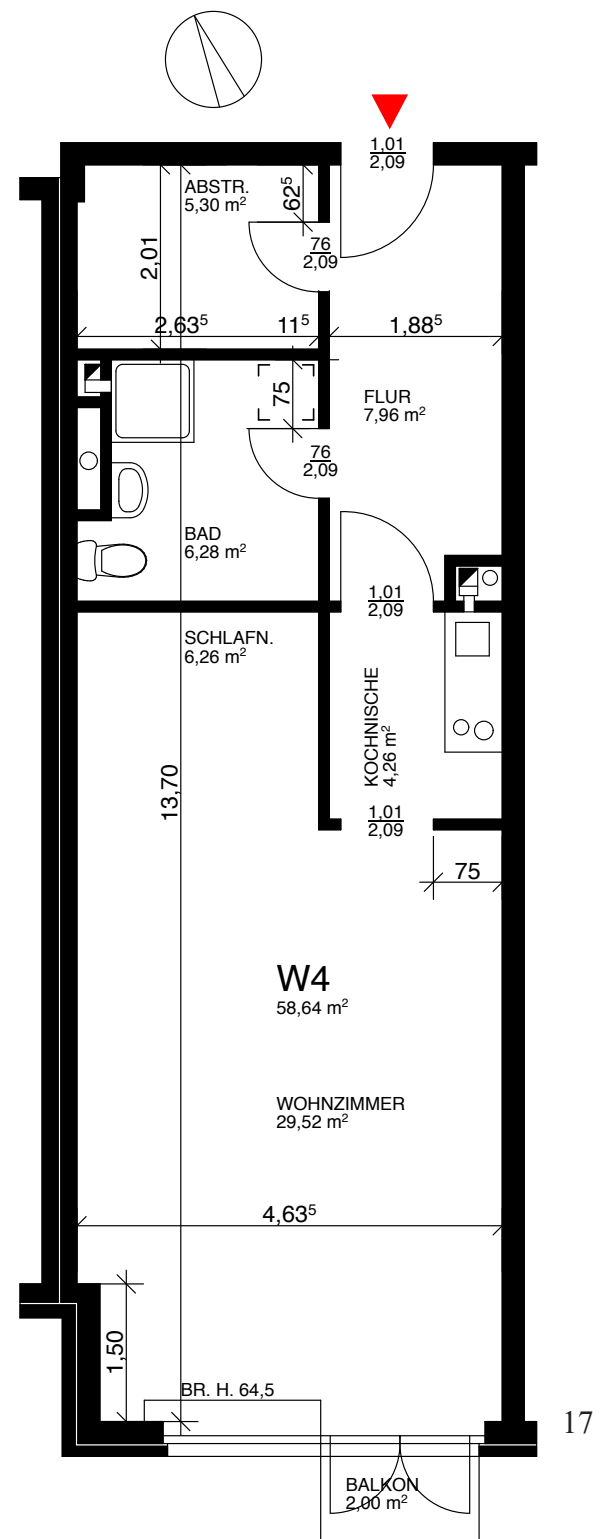 1,01
2,09
ABSTR.
5,30 m²
62⁵
2,01
76
2,09
2,63⁵
11⁵
1,88⁵
75
FLUR
7,96 m²
76
2,09
BAD
6,28 m²
1,01
2,09
SCHLAFN.
6,26 m²
KOCHNISCHE
4,26 m²
13,70
1,01
2,09
75
W4
58,64 m²
WOHNZIMMER
29,52 m²
4,63⁵
1,50
BR. H. 64,5
17
BALKON
2,00 m²